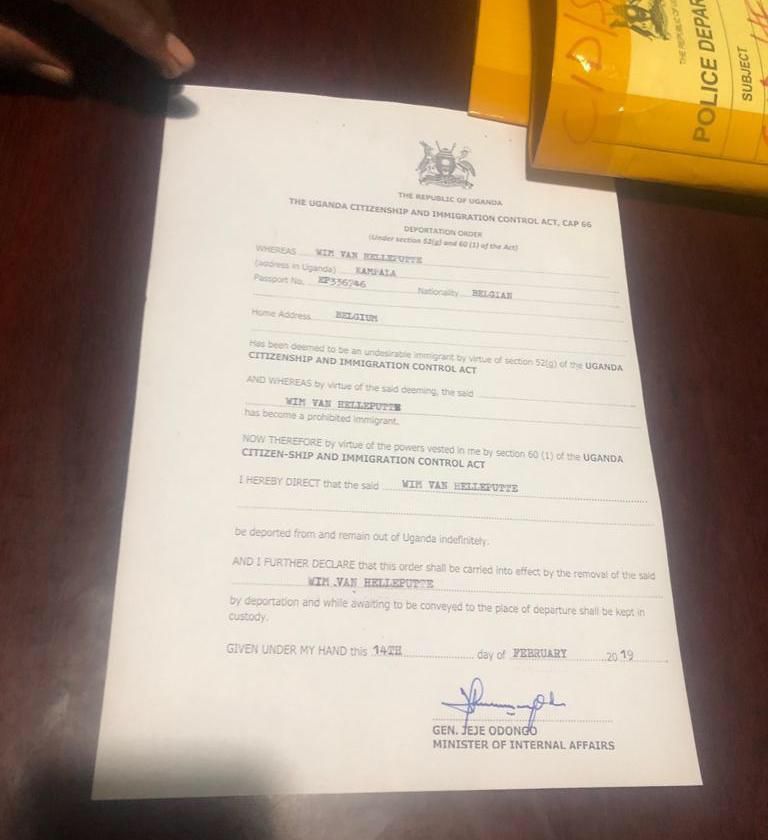 C/D/S
THE REPUBLIC OF U
POLICE DEPAR
SUBJECT
THE REPUBLIC OF UGANDA
THE UGANDA CITIZENSHIP AND IMMIGRATION CONTROL ACT, CAP 66
DEPORTATION ORDER
(Under section 52(g) and 60 (1) of the Act)
WHEREAS WIM VAN HELLEPUTTE
(address in Uganda) KAMPALA
Passport No. EP336746 Nationality BELGIAN
Home Address BELGIUM
Has been deemed to be an undesirable immigrant by virtue of section 52(g) of the UGANDA
CITIZENSHIP AND IMMIGRATION CONTROL ACT
AND WHEREAS by virtue of the said deeming, the said
WIM VAN HELLEPUTTE
has become a prohibited immigrant.
NOW THEREFORE by virtue of the powers vested in me by section 60 (1) of the UGANDA
CITIZEN-SHIP AND IMMIGRATION CONTROL ACT
I HEREBY DIRECT that the said WIM VAN HELLEPUTTE
be deported from and remain out of Uganda indefinitely.
AND I FURTHER DECLARE that this order shall be carried into effect by the removal of the said
WIM VAN HELLEPUTTE
by deportation and while awaiting to be conveyed to the place of departure shall be kept in
custody.
GIVEN UNDER MY HAND this 14TH day of FEBRUARY 2019
GEN. JEJE ODONGO
MINISTER OF INTERNAL AFFAIRS